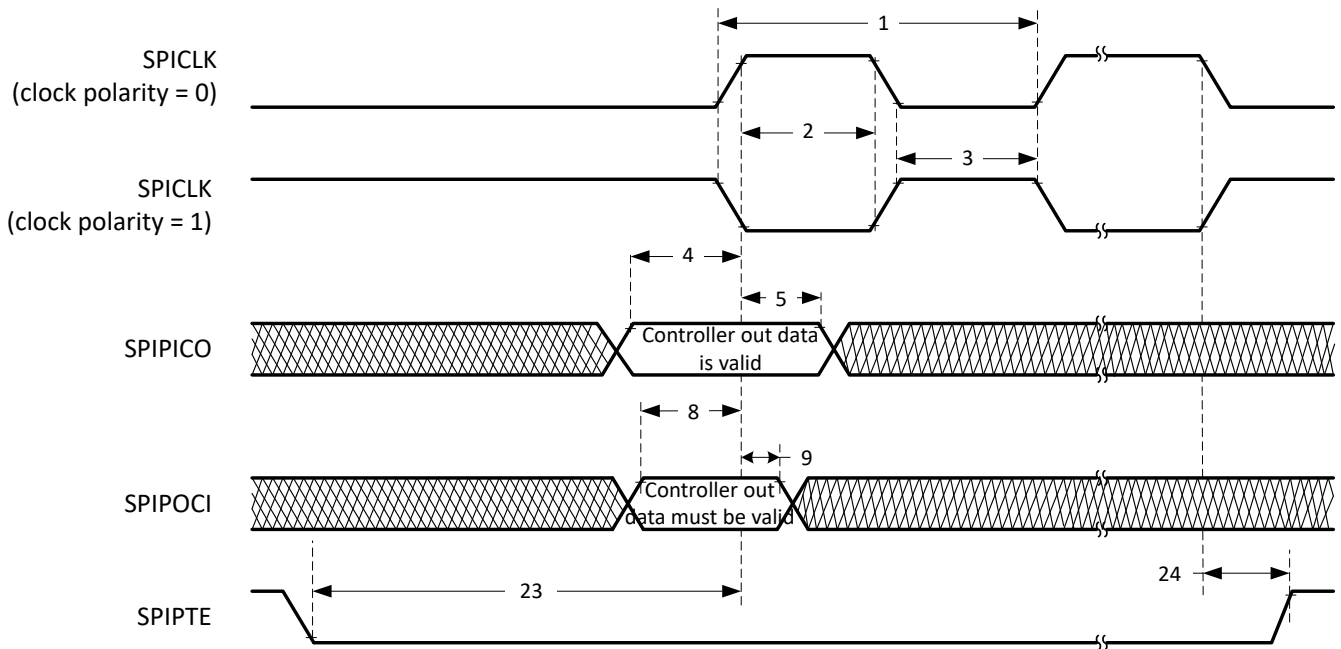 1
SPICLK
(clock polarity = 0)
2
3
SPICLK
(clock polarity = 1)
4
5
SPIPICO
Controller out data
is valid
8
9
SPIPOCI
Controller out
data must be valid
23
24
SPIPTE